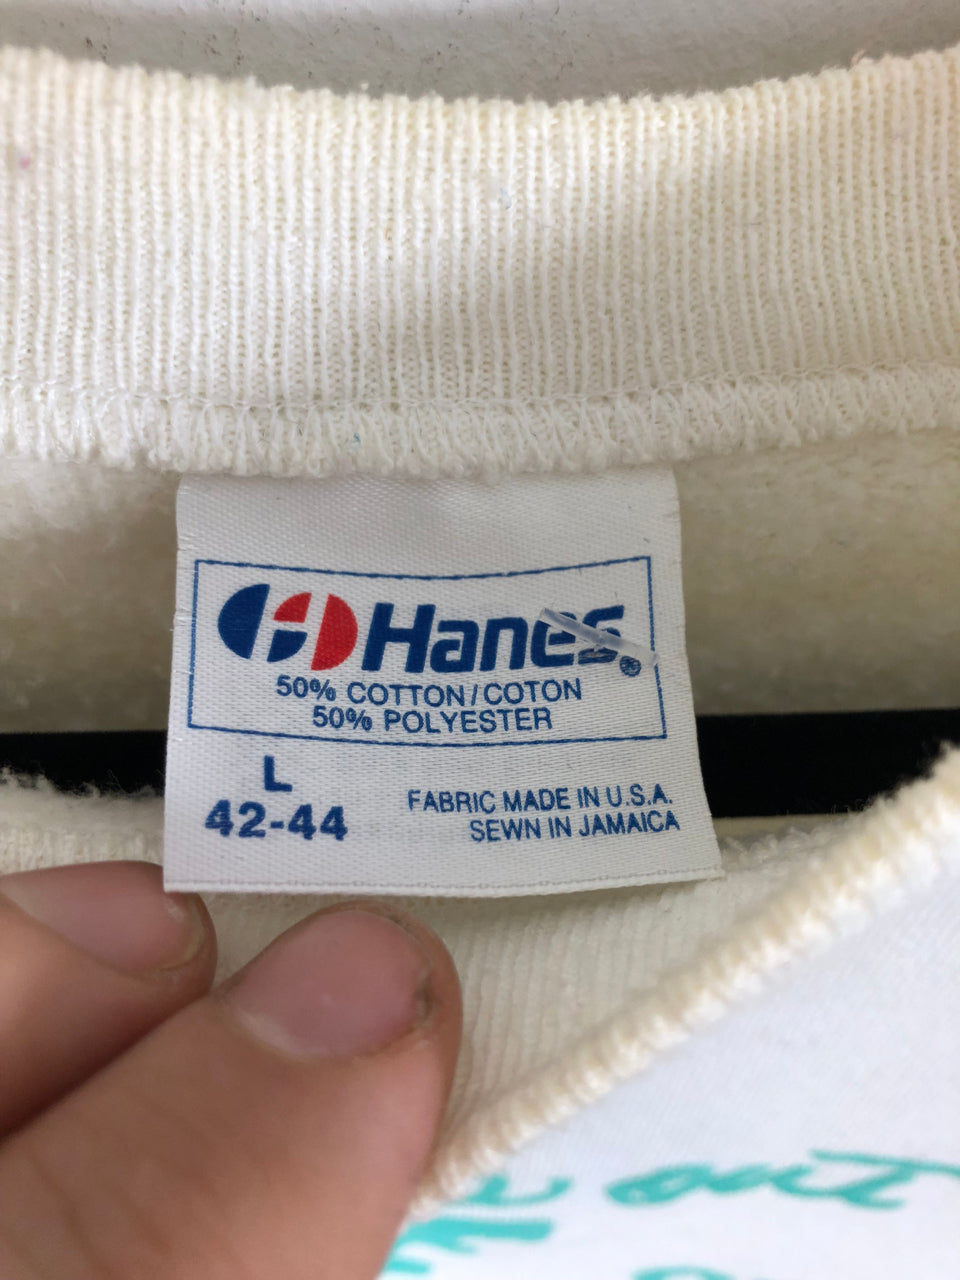 Hanes®
50% COTTON/COTON
50% POLYESTER
L
42-44
FABRIC MADE IN U.S.A.
SEWN IN JAMAICA